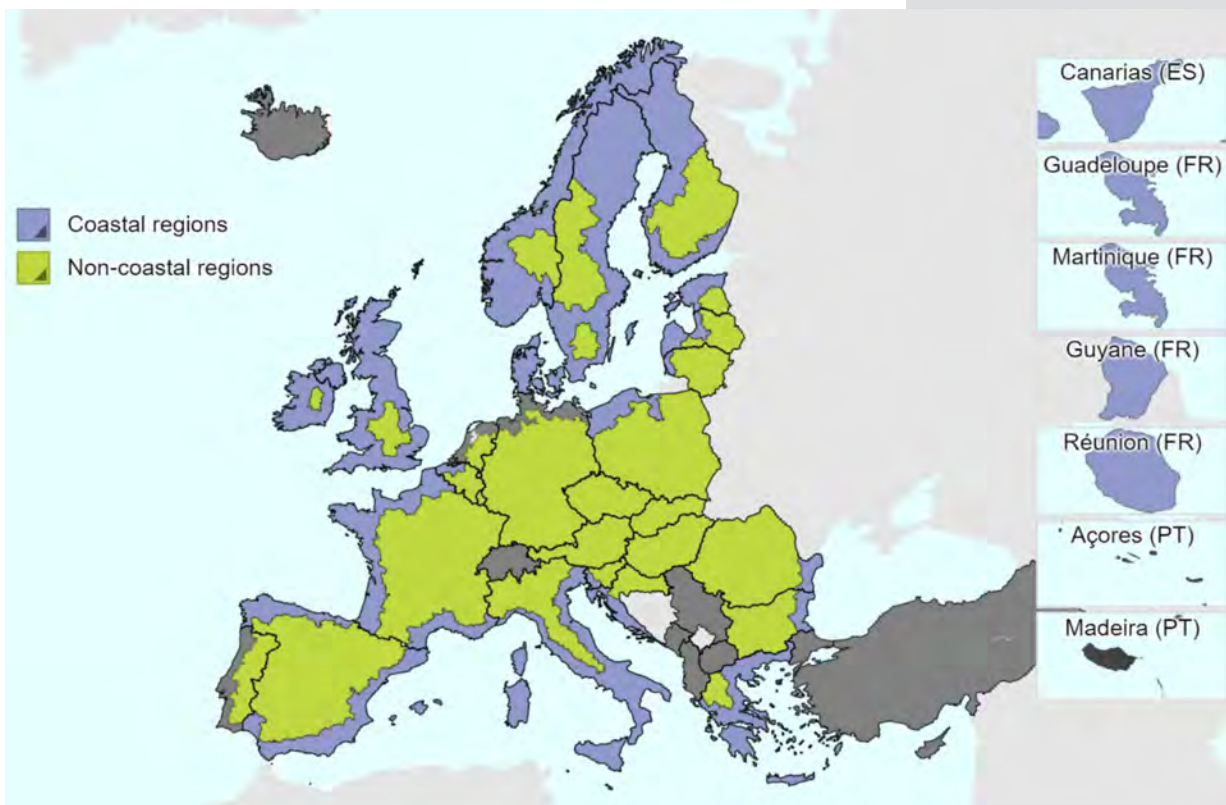 Coastal regions
Non-coastal regions
Canarias (ES)
Guadeloupe (FR)
Martinique (FR)
Guyane (FR)
Réunion (FR)
Açores (PT)
Madeira (PT)